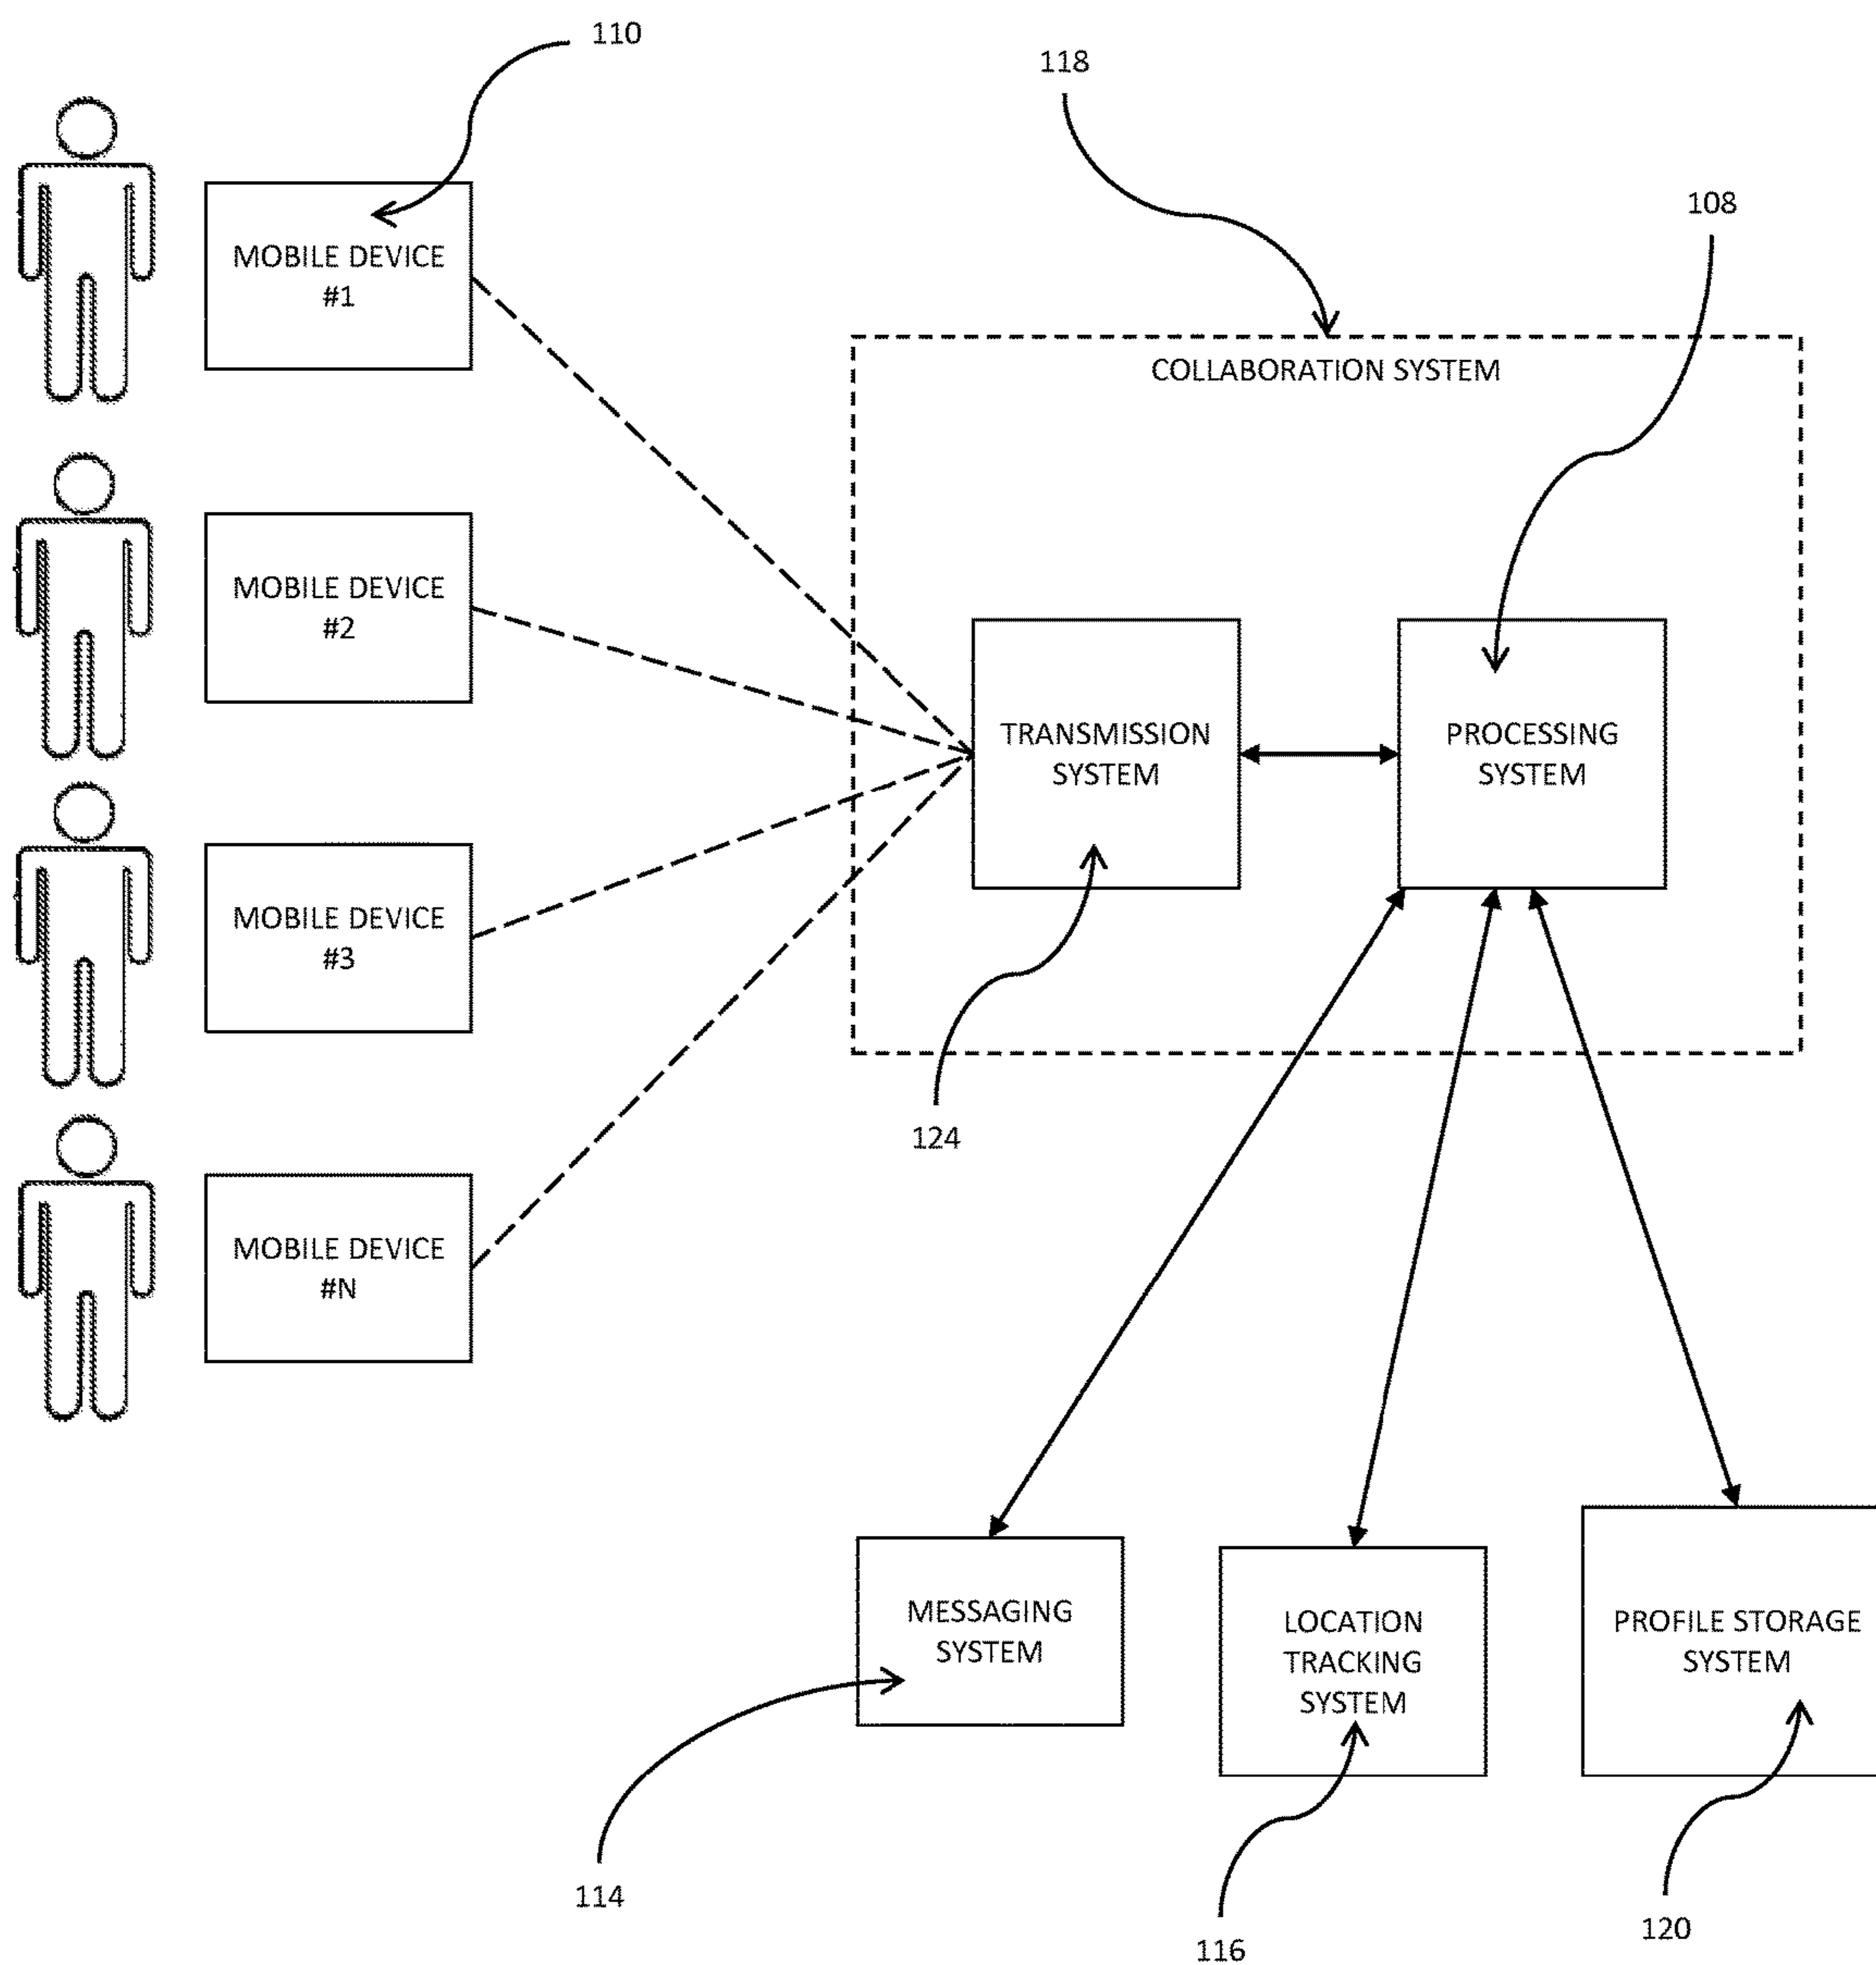 110
118
108
MOBILE DEVICE
#1
COLLABORATION SYSTEM
MOBILE DEVICE
#2
TRANSMISSION
SYSTEM
PROCESSING
SYSTEM
MOBILE DEVICE
#3
124
MOBILE DEVICE
#N
MESSAGING
SYSTEM
LOCATION
TRACKING
SYSTEM
PROFILE STORAGE
SYSTEM
114
116
120